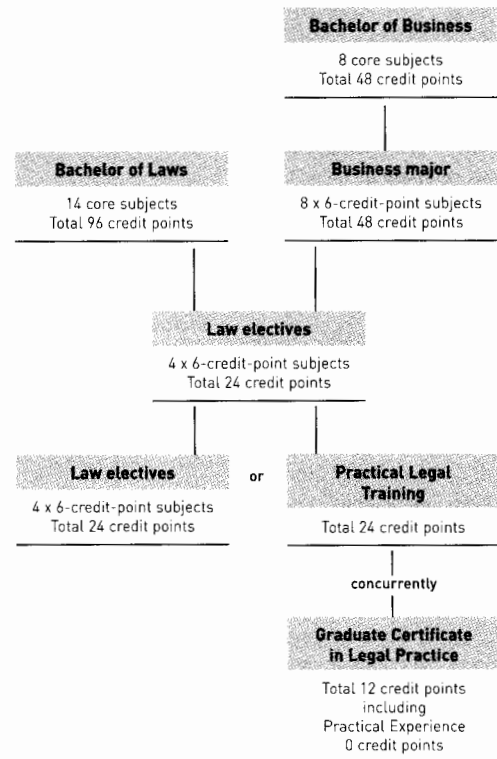 Bachelor of Business
8 core subjects
Total 48 credit points
Bachelor of Laws
14 core subjects
Total 96 credit points
Business major
8 x 6-credit-point subjects
Total 48 credit points
Law electives
4 x 6-credit-point subjects
Total 24 credit points
Law electives
4 x 6-credit-point subjects
Total 24 credit points
or
Practical Legal
Training
Total 24 credit points
concurrently
Graduate Certificate
in Legal Practice
Total 12 credit points
including
Practical Experience
0 credit points